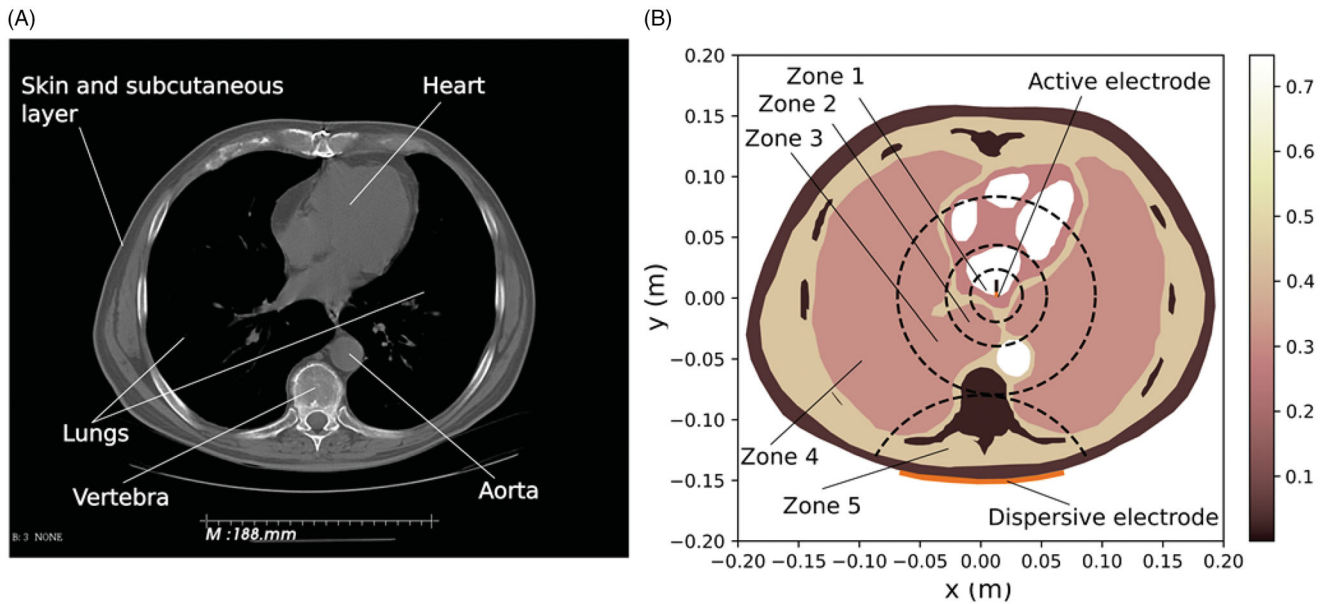 (A)
Skin and subcutaneous
layer
Heart
Lungs
Vertebra
Aorta
M :188.mm
B: 3 NONE
(B)
Zone 1
Zone 2
Zone 3
Active electrode
Zone 4
Zone 5
Dispersive electrode
0.20
0.15
0.10
0.05
0.00
−0.05
−0.10
−0.15
0.20
y (m)
−0.20 −0.15 −0.10 −0.05 0.00 0.05 0.10 0.15 0.20
x (m)
0.7
0.6
0.5
0.4
0.3
0.2
0.1